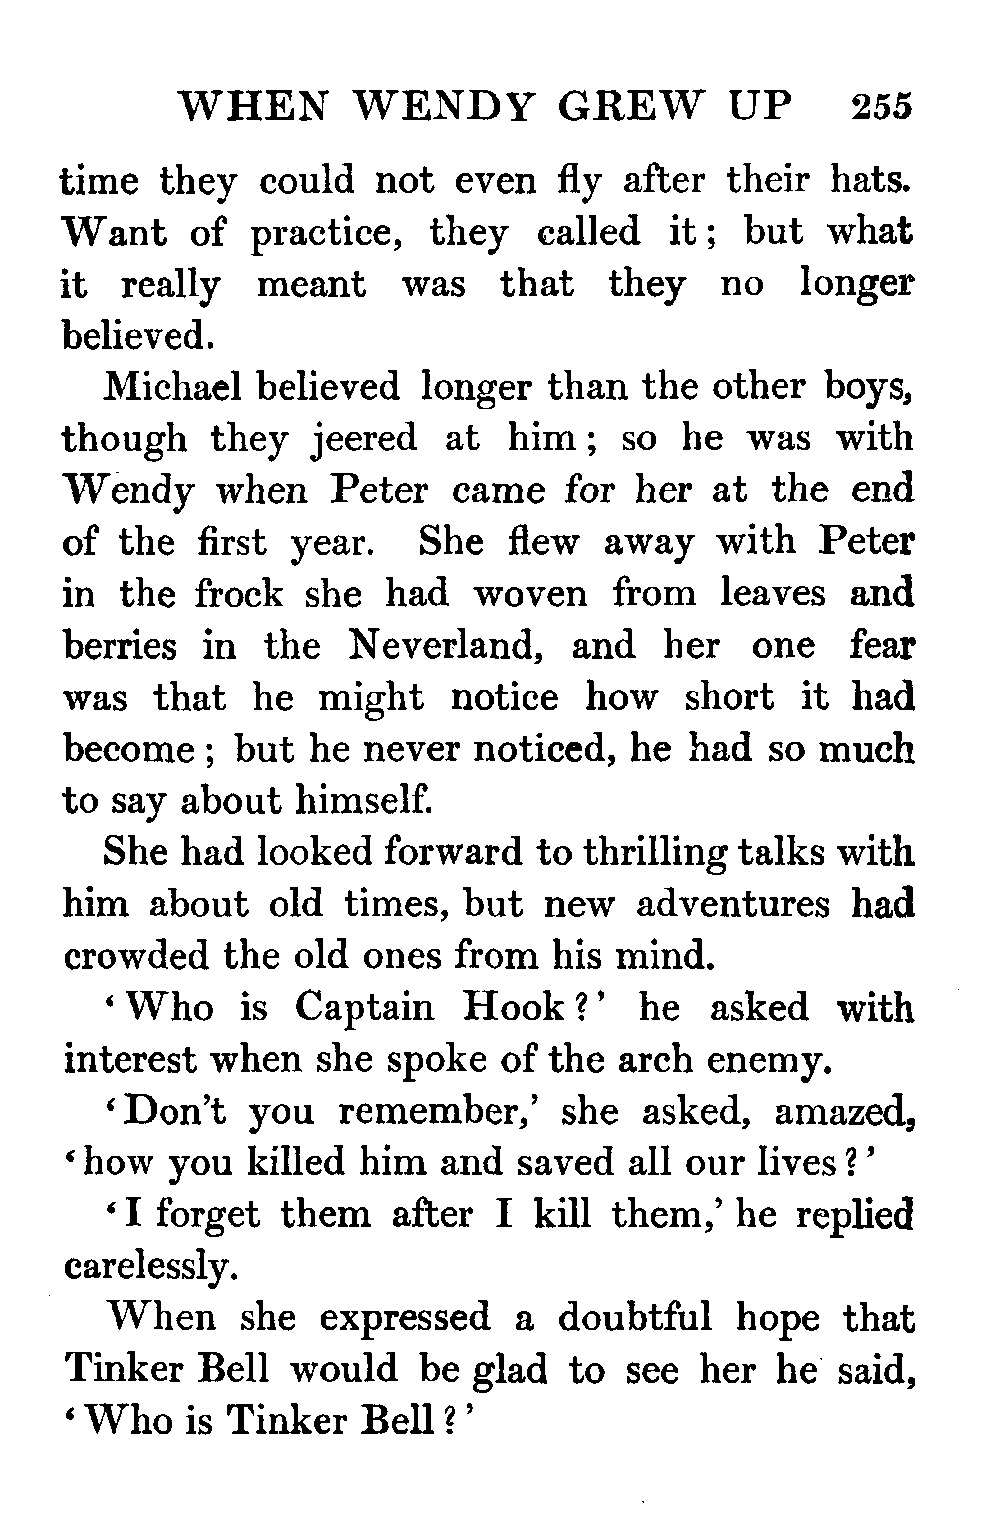 WHEN WENDY GREW UP 255
time they could not even fly after their hats.
Want of practice, they called it; but what
it really meant was that they no longer
believed.
Michael believed longer than the other boys,
though they jeered at him; so he was with
Wendy when Peter came for her at the end
of the first year. She flew away with Peter
in the frock she had woven from leaves and
berries in the Neverland, and her one fear
was that he might notice how short it had
become; but he never noticed, he had so much
to say about himself.
She had looked forward to thrilling talks with
him about old times, but new adventures had
crowded the old ones from his mind.
‘Who is Captain Hook?’ he asked with
interest when she spoke of the arch enemy.
‘Don’t you remember,’ she asked, amazed,
‘how you killed him and saved all our lives?’
‘I forget them after I kill them,’ he replied
carelessly.
When she expressed a doubtful hope that
Tinker Bell would be glad to see her he said,
‘Who is Tinker Bell?’